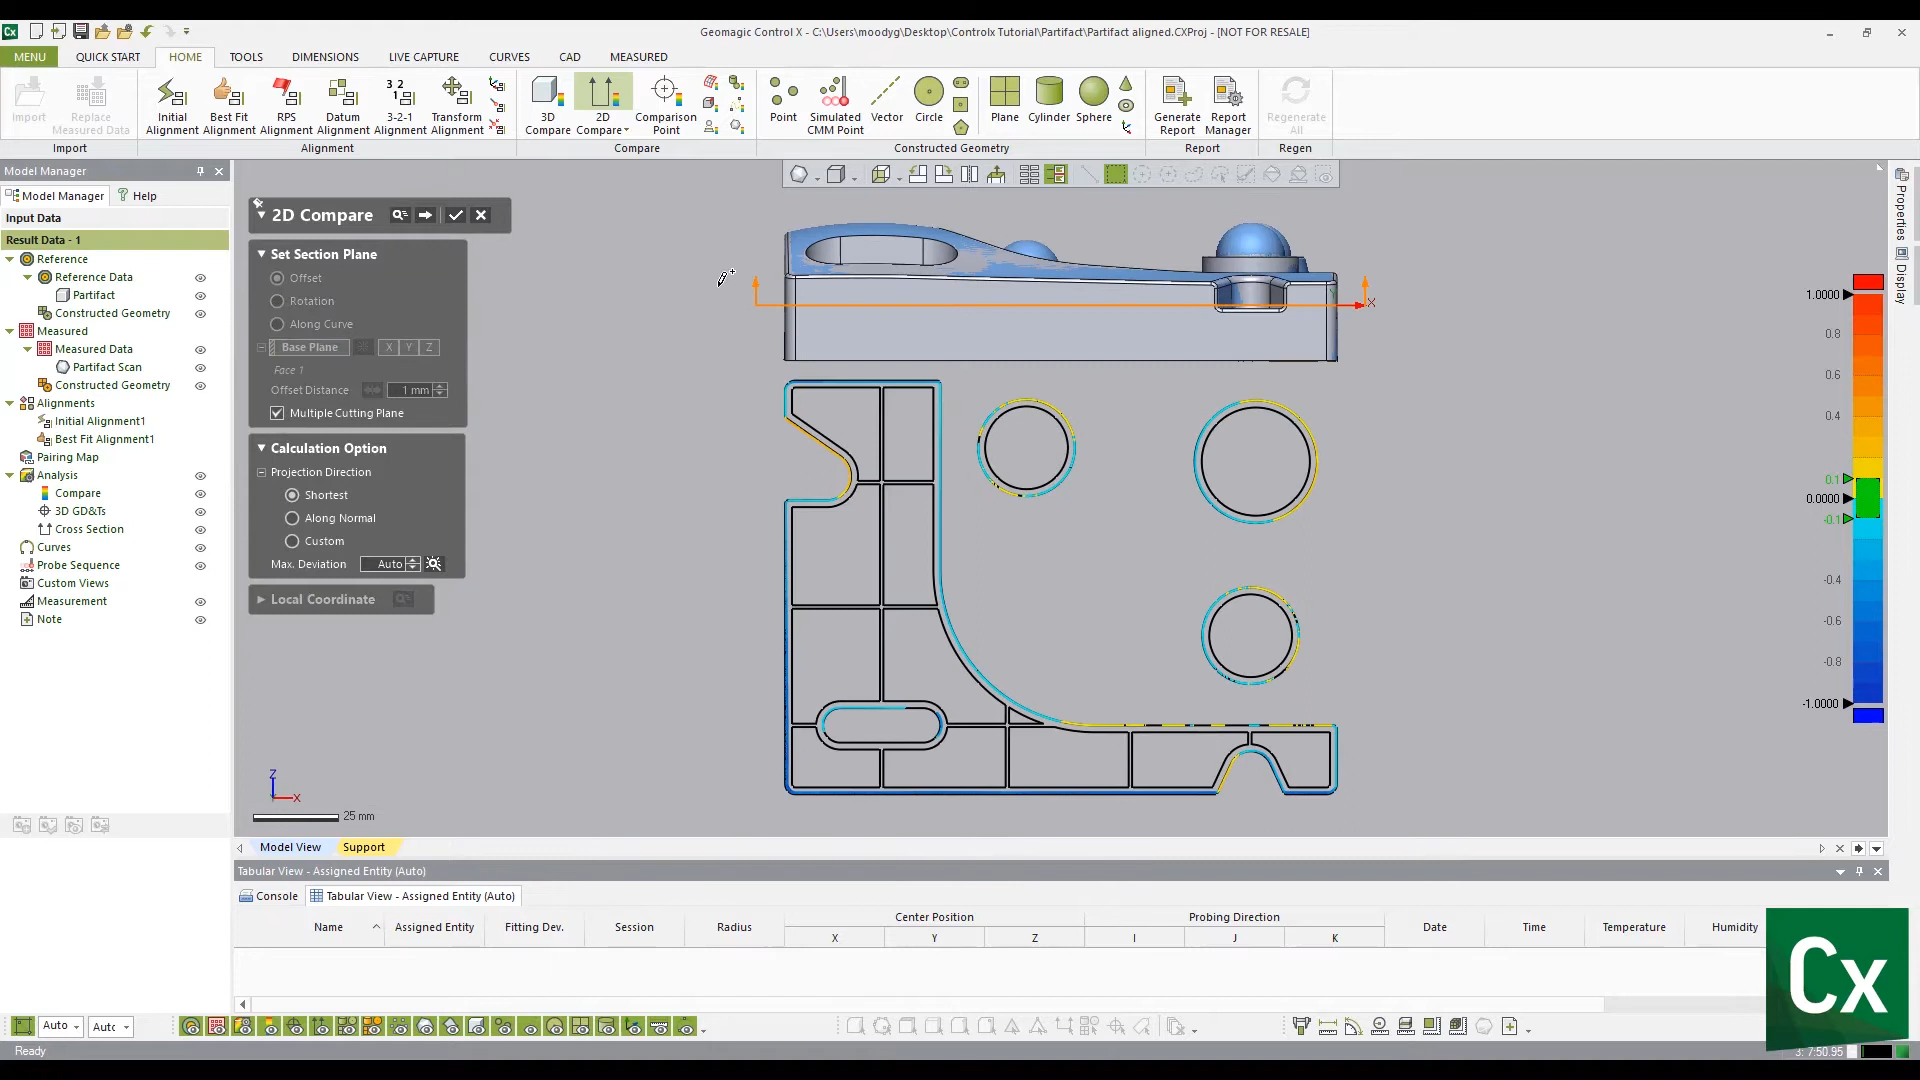 Cx
Geomagic Control X - C:\Users\moodyg\Desktop\Controlx Tutorial\Partifact\Partifact aligned.CXProj - [NOT FOR RESALE]
MENU QUICK START HOME TOOLS DIMENSIONS LIVE CAPTURE CURVES CAD MEASURED
Import Replace Measured Data Initial Alignment Best Fit Alignment RPS Alignment Datum Alignment 3-2-1 Alignment Transform Alignment 3D Compare 2D Compare Comparison Point Point Simulated CMM Point Vector Circle Plane Cylinder Sphere Generate Report Report Manager Regenerate All
Import Alignment Compare Constructed Geometry Report Regen
Model Manager
Model Manager Help
Input Data
Result Data - 1
Reference
Reference Data
Partifact
Constructed Geometry
Measured
Measured Data
Partifact Scan
Constructed Geometry
Alignments
Initial Alignment1
Best Fit Alignment1
Pairing Map
Analysis
Compare
3D GD&Ts
Cross Section
Curves
Probe Sequence
Custom Views
Measurement
Note
2D Compare
Set Section Plane
Offset
Rotation
Along Curve
Base Plane X Y Z
Face 1
Offset Distance 1 mm
Multiple Cutting Plane
Calculation Option
Projection Direction
Shortest
Along Normal
Custom
Max. Deviation Auto
Local Coordinate
X
Z
X
25 mm
1.0000
0.8
0.6
0.4
0.1
0.0000
-0.1
-0.4
-0.6
-0.8
-1.0000
Properties
Display
Model View Support
Tabular View - Assigned Entity (Auto)
Console Tabular View - Assigned Entity (Auto)
Name Assigned Entity Fitting Dev. Session Radius Center Position Probing Direction Date Time Temperature Humidity
X Y Z I J K
Cx
Auto Auto
Ready
3: 7:50.95